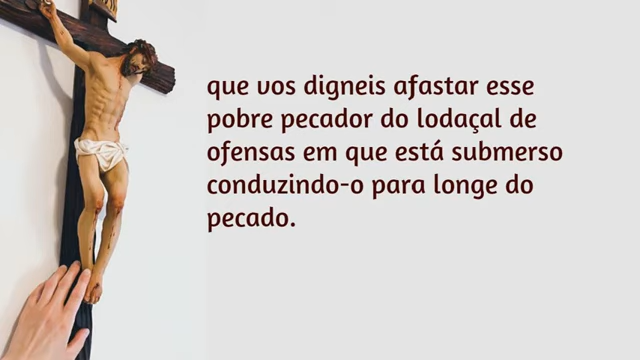 que vos digneis afastar esse
pobre pecador do lodaçal de
ofensas em que está submerso
conduzindo-o para longe do
pecado.